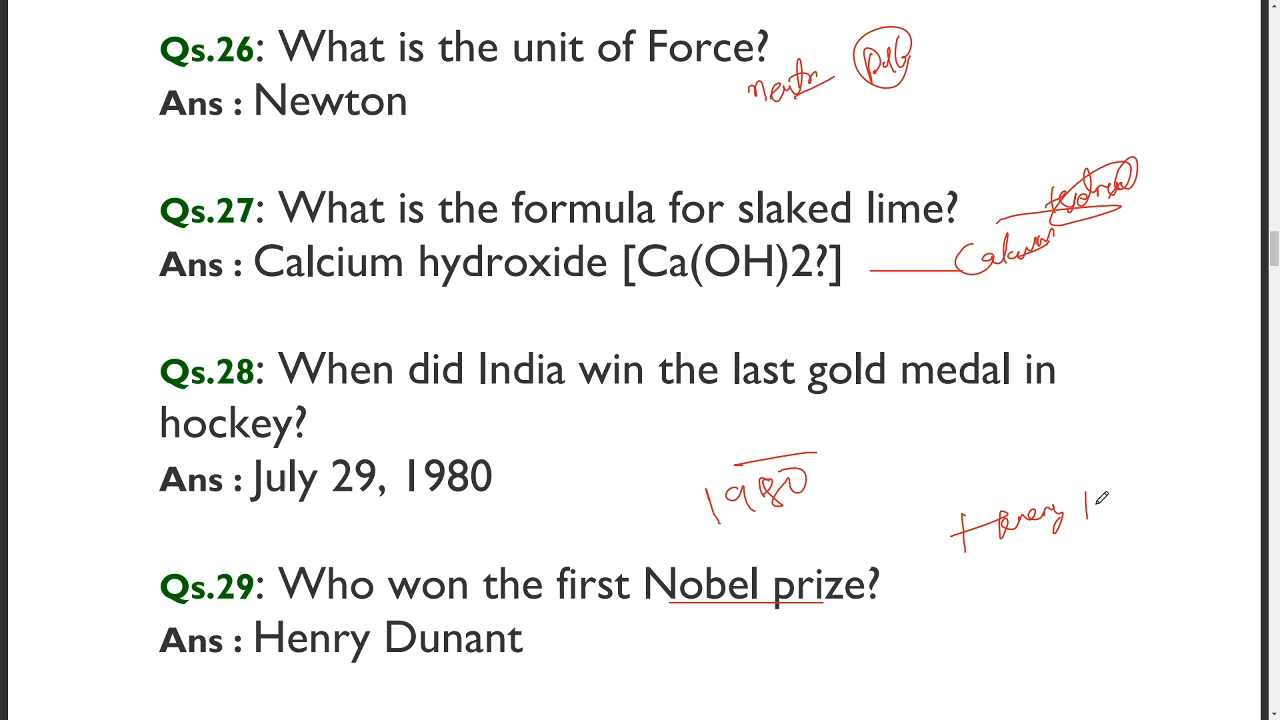 Qs.26: What is the unit of Force?
Ans : Newton
Qs.27: What is the formula for slaked lime?
Ans : Calcium hydroxide [Ca(OH)2?]
Calcium
Qs.28: When did India win the last gold medal in
hockey?
Ans : July 29, 1980
1980
Henry
Qs.29: Who won the first Nobel prize?
Ans : Henry Dunant